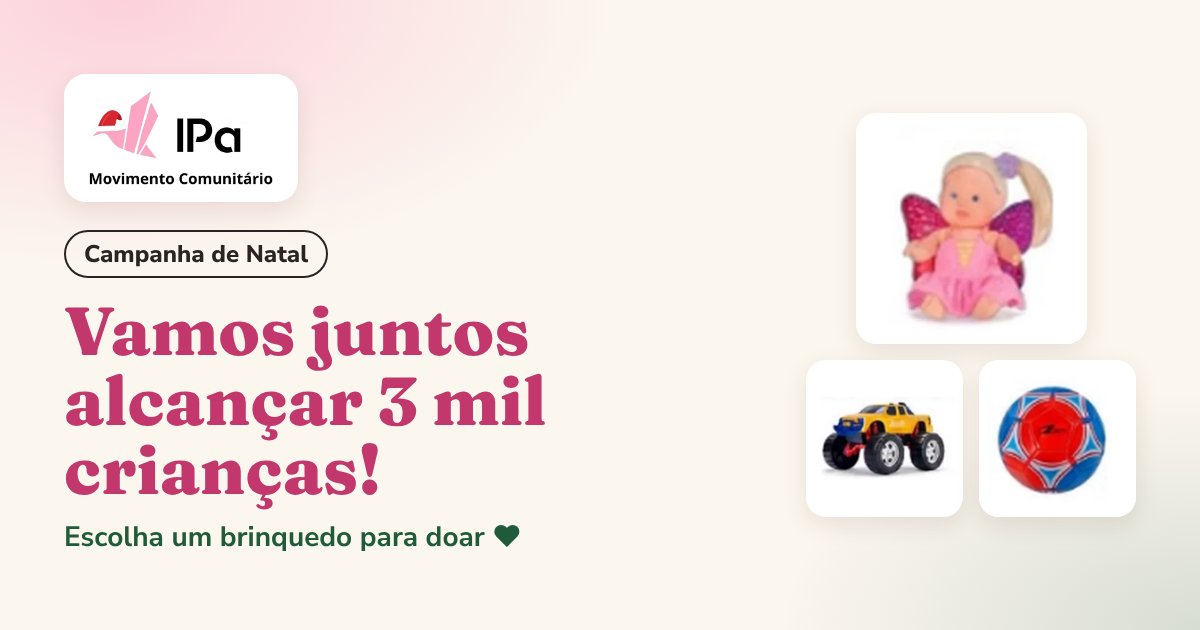 IPa
Movimento Comunitário
Campanha de Natal
Vamos juntos
alcançar 3 mil
crianças!
Escolha um brinquedo para doar